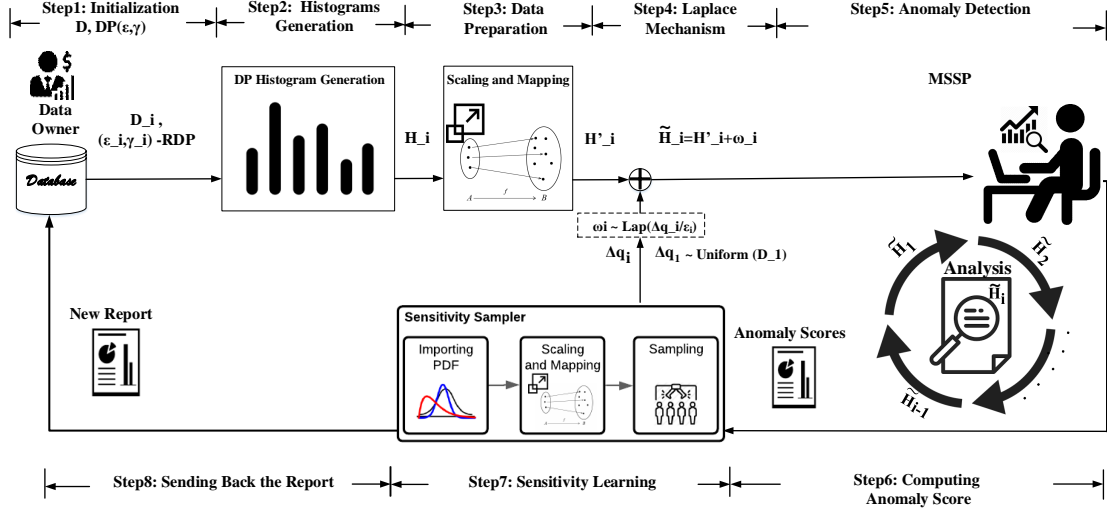 Step1: Initialization
D, DP(ε,γ)
Step2: Histograms
Generation
Step3: Data
Preparation
Step4: Laplace
Mechanism
Step5: Anomaly Detection
$
Data
Owner
Database
D_i ,
(ε_i,γ_i) -RDP
DP Histogram Generation
H_i
Scaling and Mapping
A f B
H'_i
H̃_i=H'_i+ω_i
MSSP
ωi ~ Lap(Δq_i/εᵢ)
Δqᵢ
Δq₁ ~ Uniform (D_1)
H̃₁
H̃₂
Analysis
H̃ᵢ
H̃ᵢ₋₁
New Report
Sensitivity Sampler
Importing
PDF
Scaling
and Mapping
A f B
Sampling
Anomaly Scores
Step8: Sending Back the Report
Step7: Sensitivity Learning
Step6: Computing
Anomaly Score